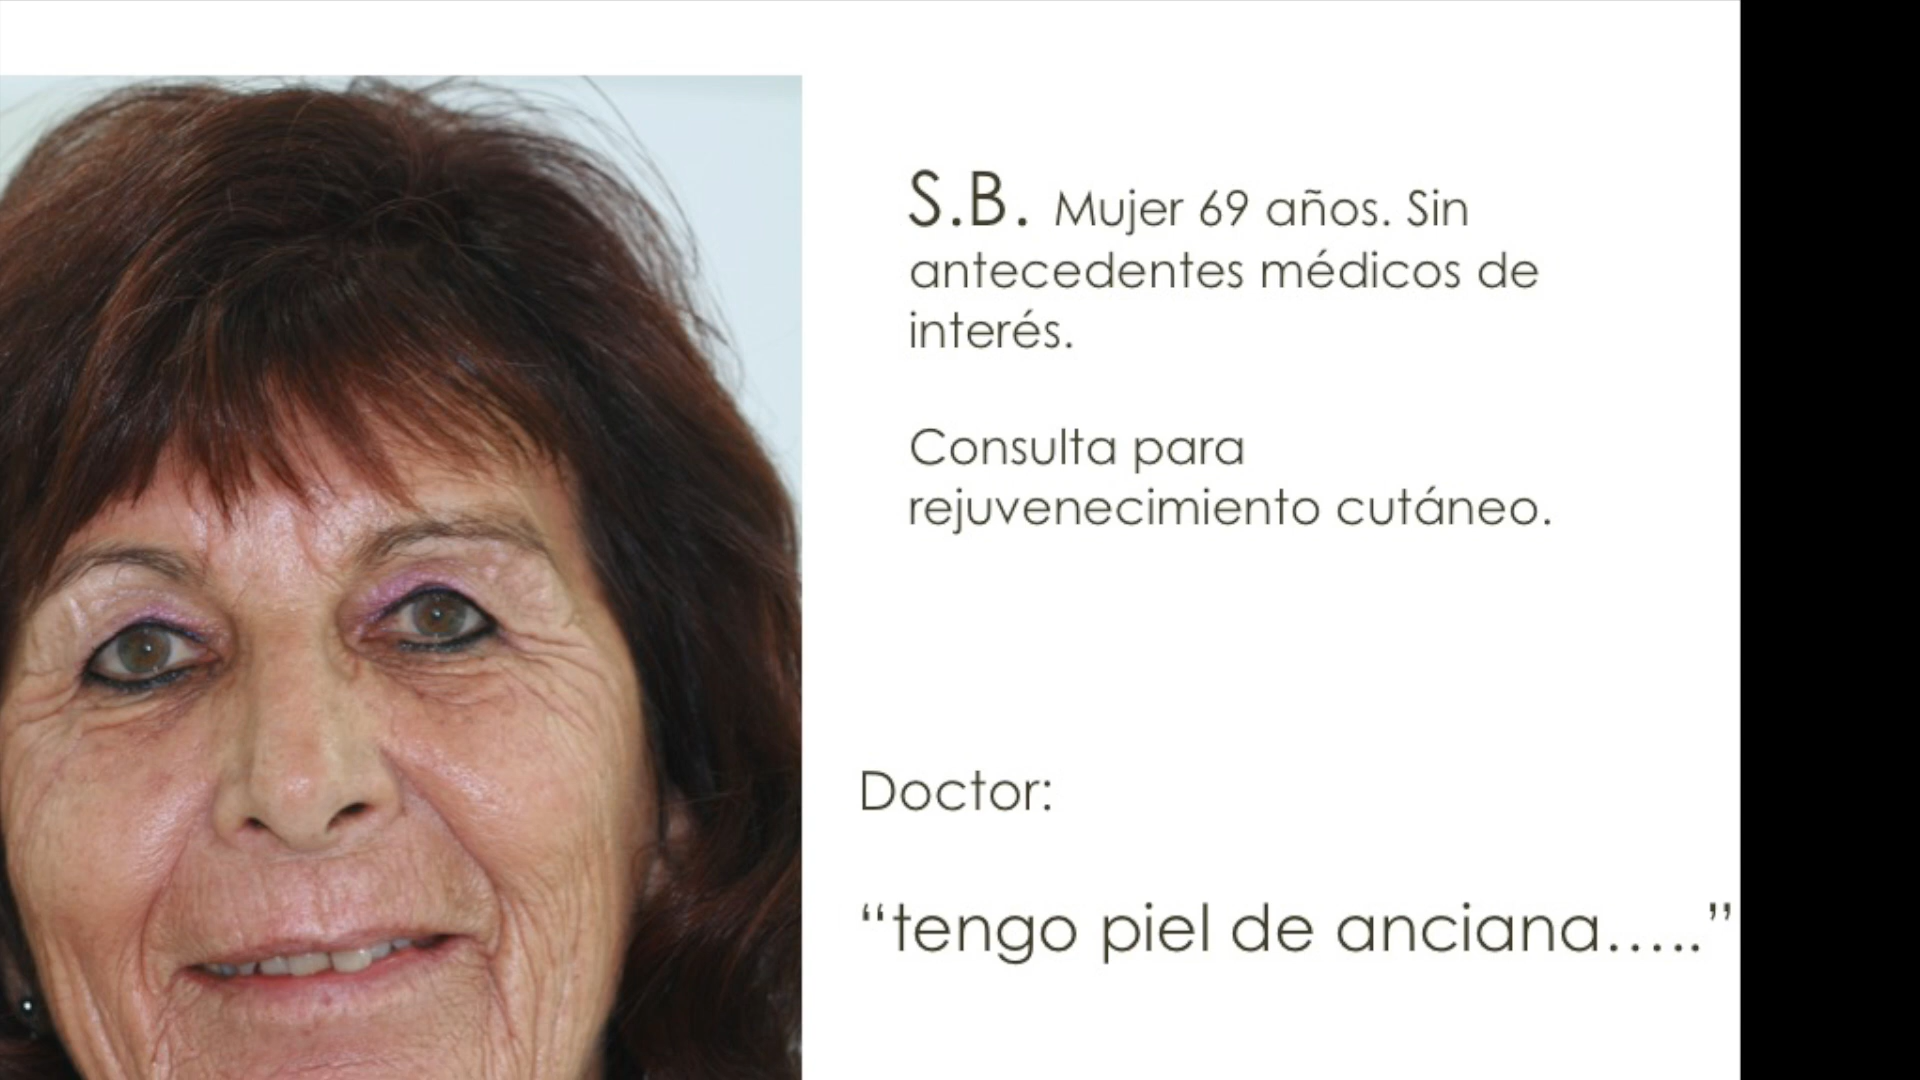 S.B. Mujer 69 años. Sin
antecedentes médicos de
interés.
Consulta para
rejuvenecimiento cutáneo.
Doctor:
“tengo piel de anciana…..”